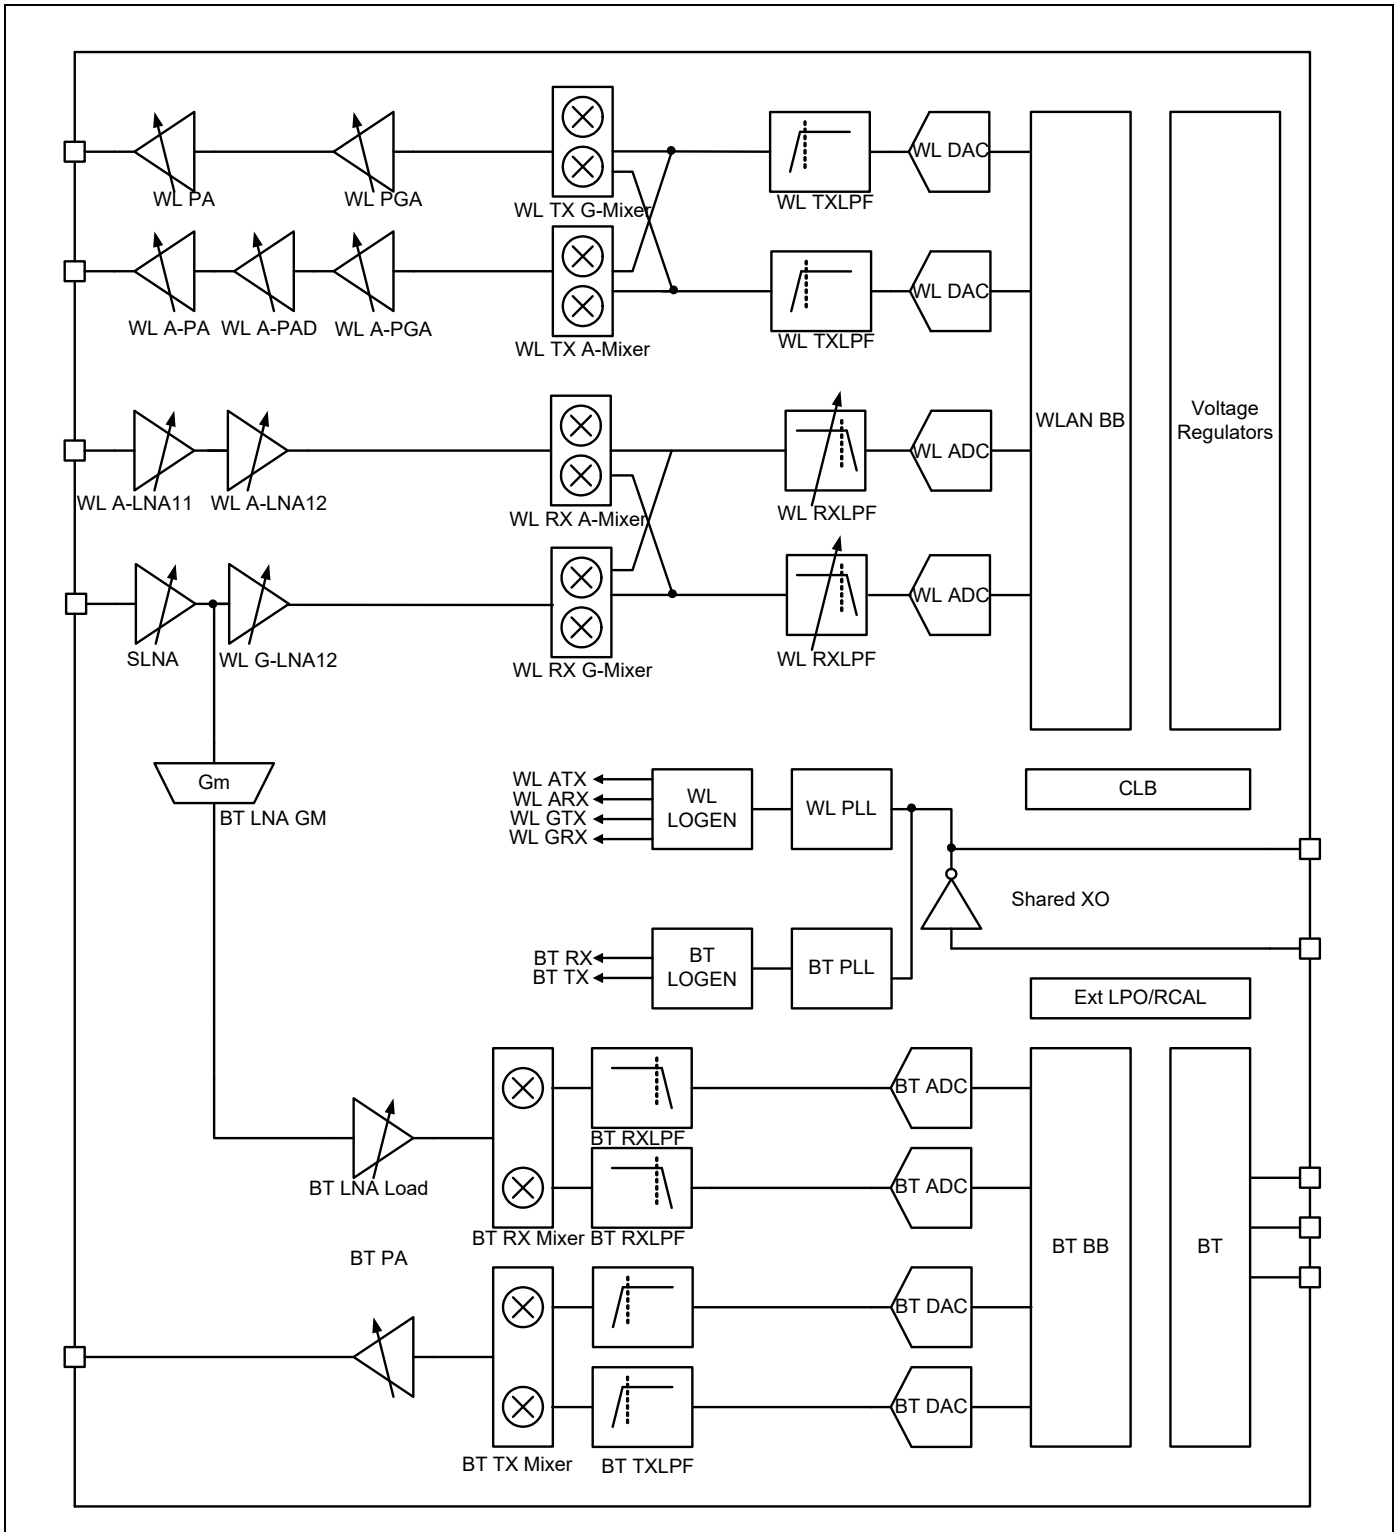 WL PA
WL PGA
WL TX G-Mixer
WL TXLPF
WL DAC
WL A-PA
WL A-PAD
WL A-PGA
WL TX A-Mixer
WL TXLPF
WL DAC
WL A-LNA11
WL A-LNA12
WL RX A-Mixer
WL RXLPF
WL ADC
SLNA
WL G-LNA12
WL RX G-Mixer
WL RXLPF
WL ADC
WLAN BB
Voltage
Regulators
Gm
BT LNA GM
WL ATX
WL ARX
WL GTX
WL GRX
WL
LOGEN
WL PLL
CLB
Shared XO
BT RX
BT TX
BT
LOGEN
BT PLL
Ext LPO/RCAL
BT LNA Load
BT RXLPF
BT ADC
BT RX Mixer
BT RXLPF
BT ADC
BT PA
BT DAC
BT TX Mixer
BT TXLPF
BT DAC
BT BB
BT